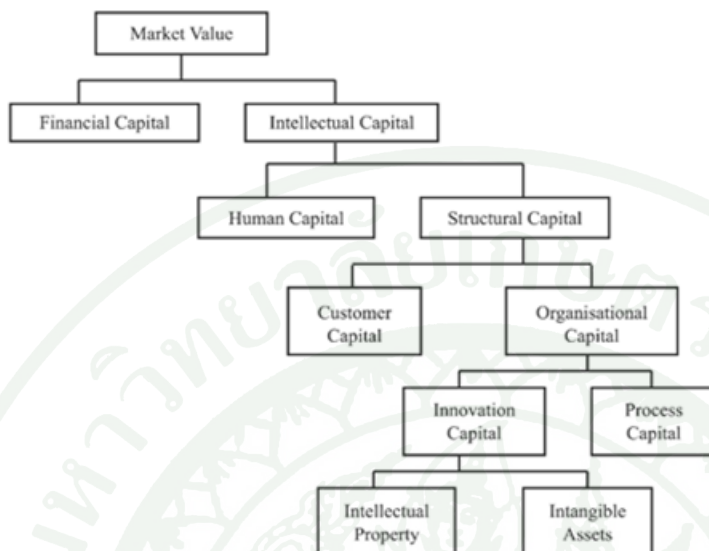 Market Value
Financial Capital
Intellectual Capital
Human Capital
Structural Capital
Customer
Capital
Organisational
Capital
Innovation
Capital
Process
Capital
Intellectual
Property
Intangible
Assets